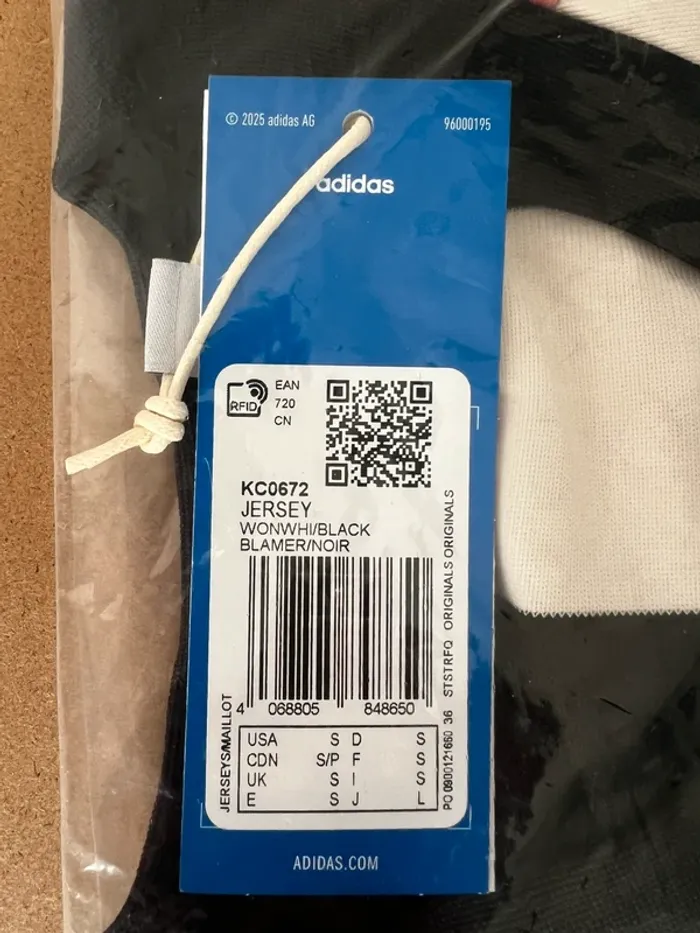 © 2025 adidas AG
96000195
adidas
RFID
EAN
720
CN
KC0672
JERSEY
WONWHI/BLACK
BLAMER/NOIR
4 068805 848650
USA S D S
CDN S/P F S
UK S I S
E S J L
JERSEYS/MAILLOT
PO 0900121660 36 STSTRFQ ORIGINALS ORIGINALS
ADIDAS.COM